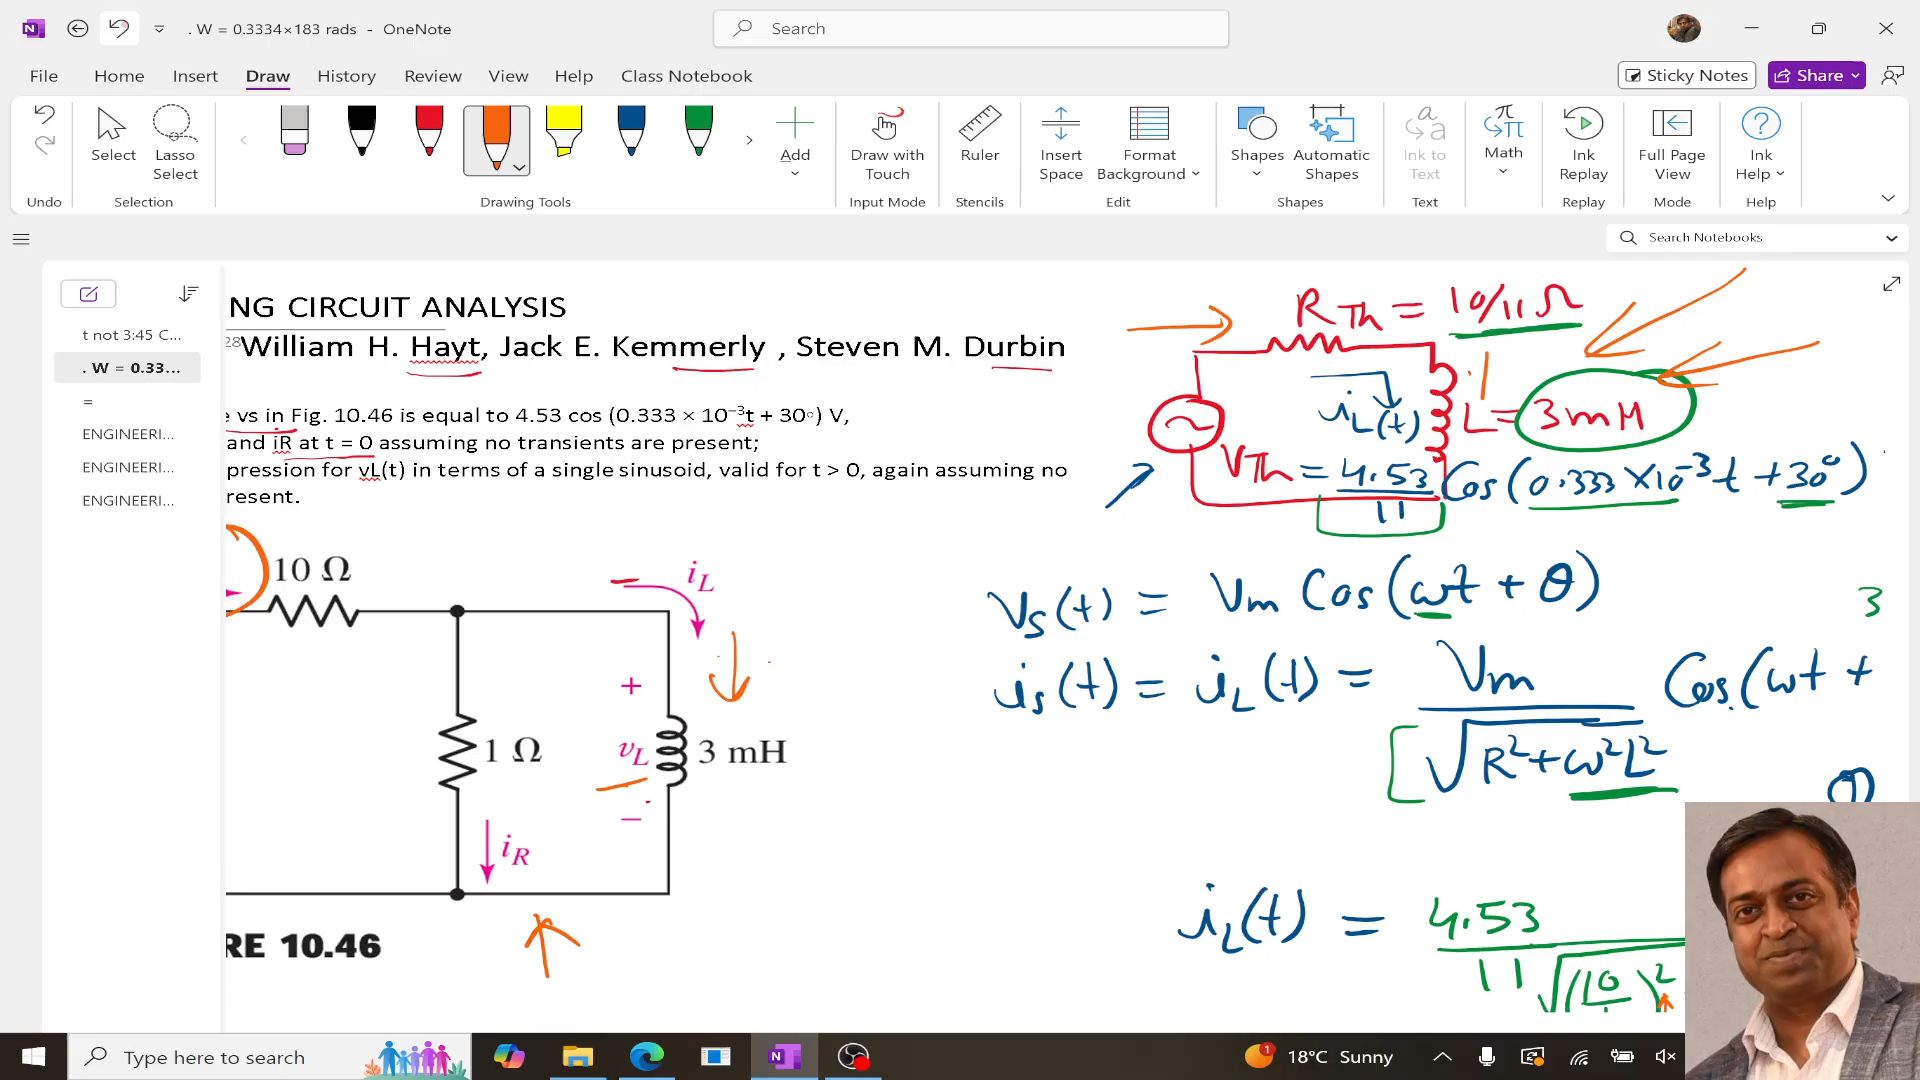 . W = 0.3334×183 rads - OneNote
Search
File Home Insert Draw History Review View Help Class Notebook
Sticky Notes Share
Select Lasso Select Add Draw with Touch Ruler Insert Space Format Background Shapes Automatic Shapes Ink to Text Math Ink Replay Full Page View Ink Help
Undo Selection Drawing Tools Input Mode Stencils Edit Shapes Text Replay Mode Help
Search Notebooks
t not 3:45 C...
. W = 0.33...
=
ENGINEERI...
ENGINEERI...
ENGINEERI...
NG CIRCUIT ANALYSIS
28 William H. Hayt, Jack E. Kemmerly , Steven M. Durbin
e vs in Fig. 10.46 is equal to 4.53 cos (0.333 × 10−3t + 30◦) V,
and iR at t = 0 assuming no transients are present;
pression for vL(t) in terms of a single sinusoid, valid for t > 0, again assuming no
resent.
10 Ω
iL
+
1 Ω
vL
3 mH
−
iR
RE 10.46
RTh = 10/11 Ω
iL(t)
L = 3mH
VTh = 4.53/11 Cos(0.333×10−3t + 30°)
vs(t) = Vm Cos(ωt + θ)
3
is(t) = iL(t) = Vm/√R²+ω²L² Cos(ωt +
iL(t) = 4.53
11 √(10 )²
Type here to search
1
18°C Sunny